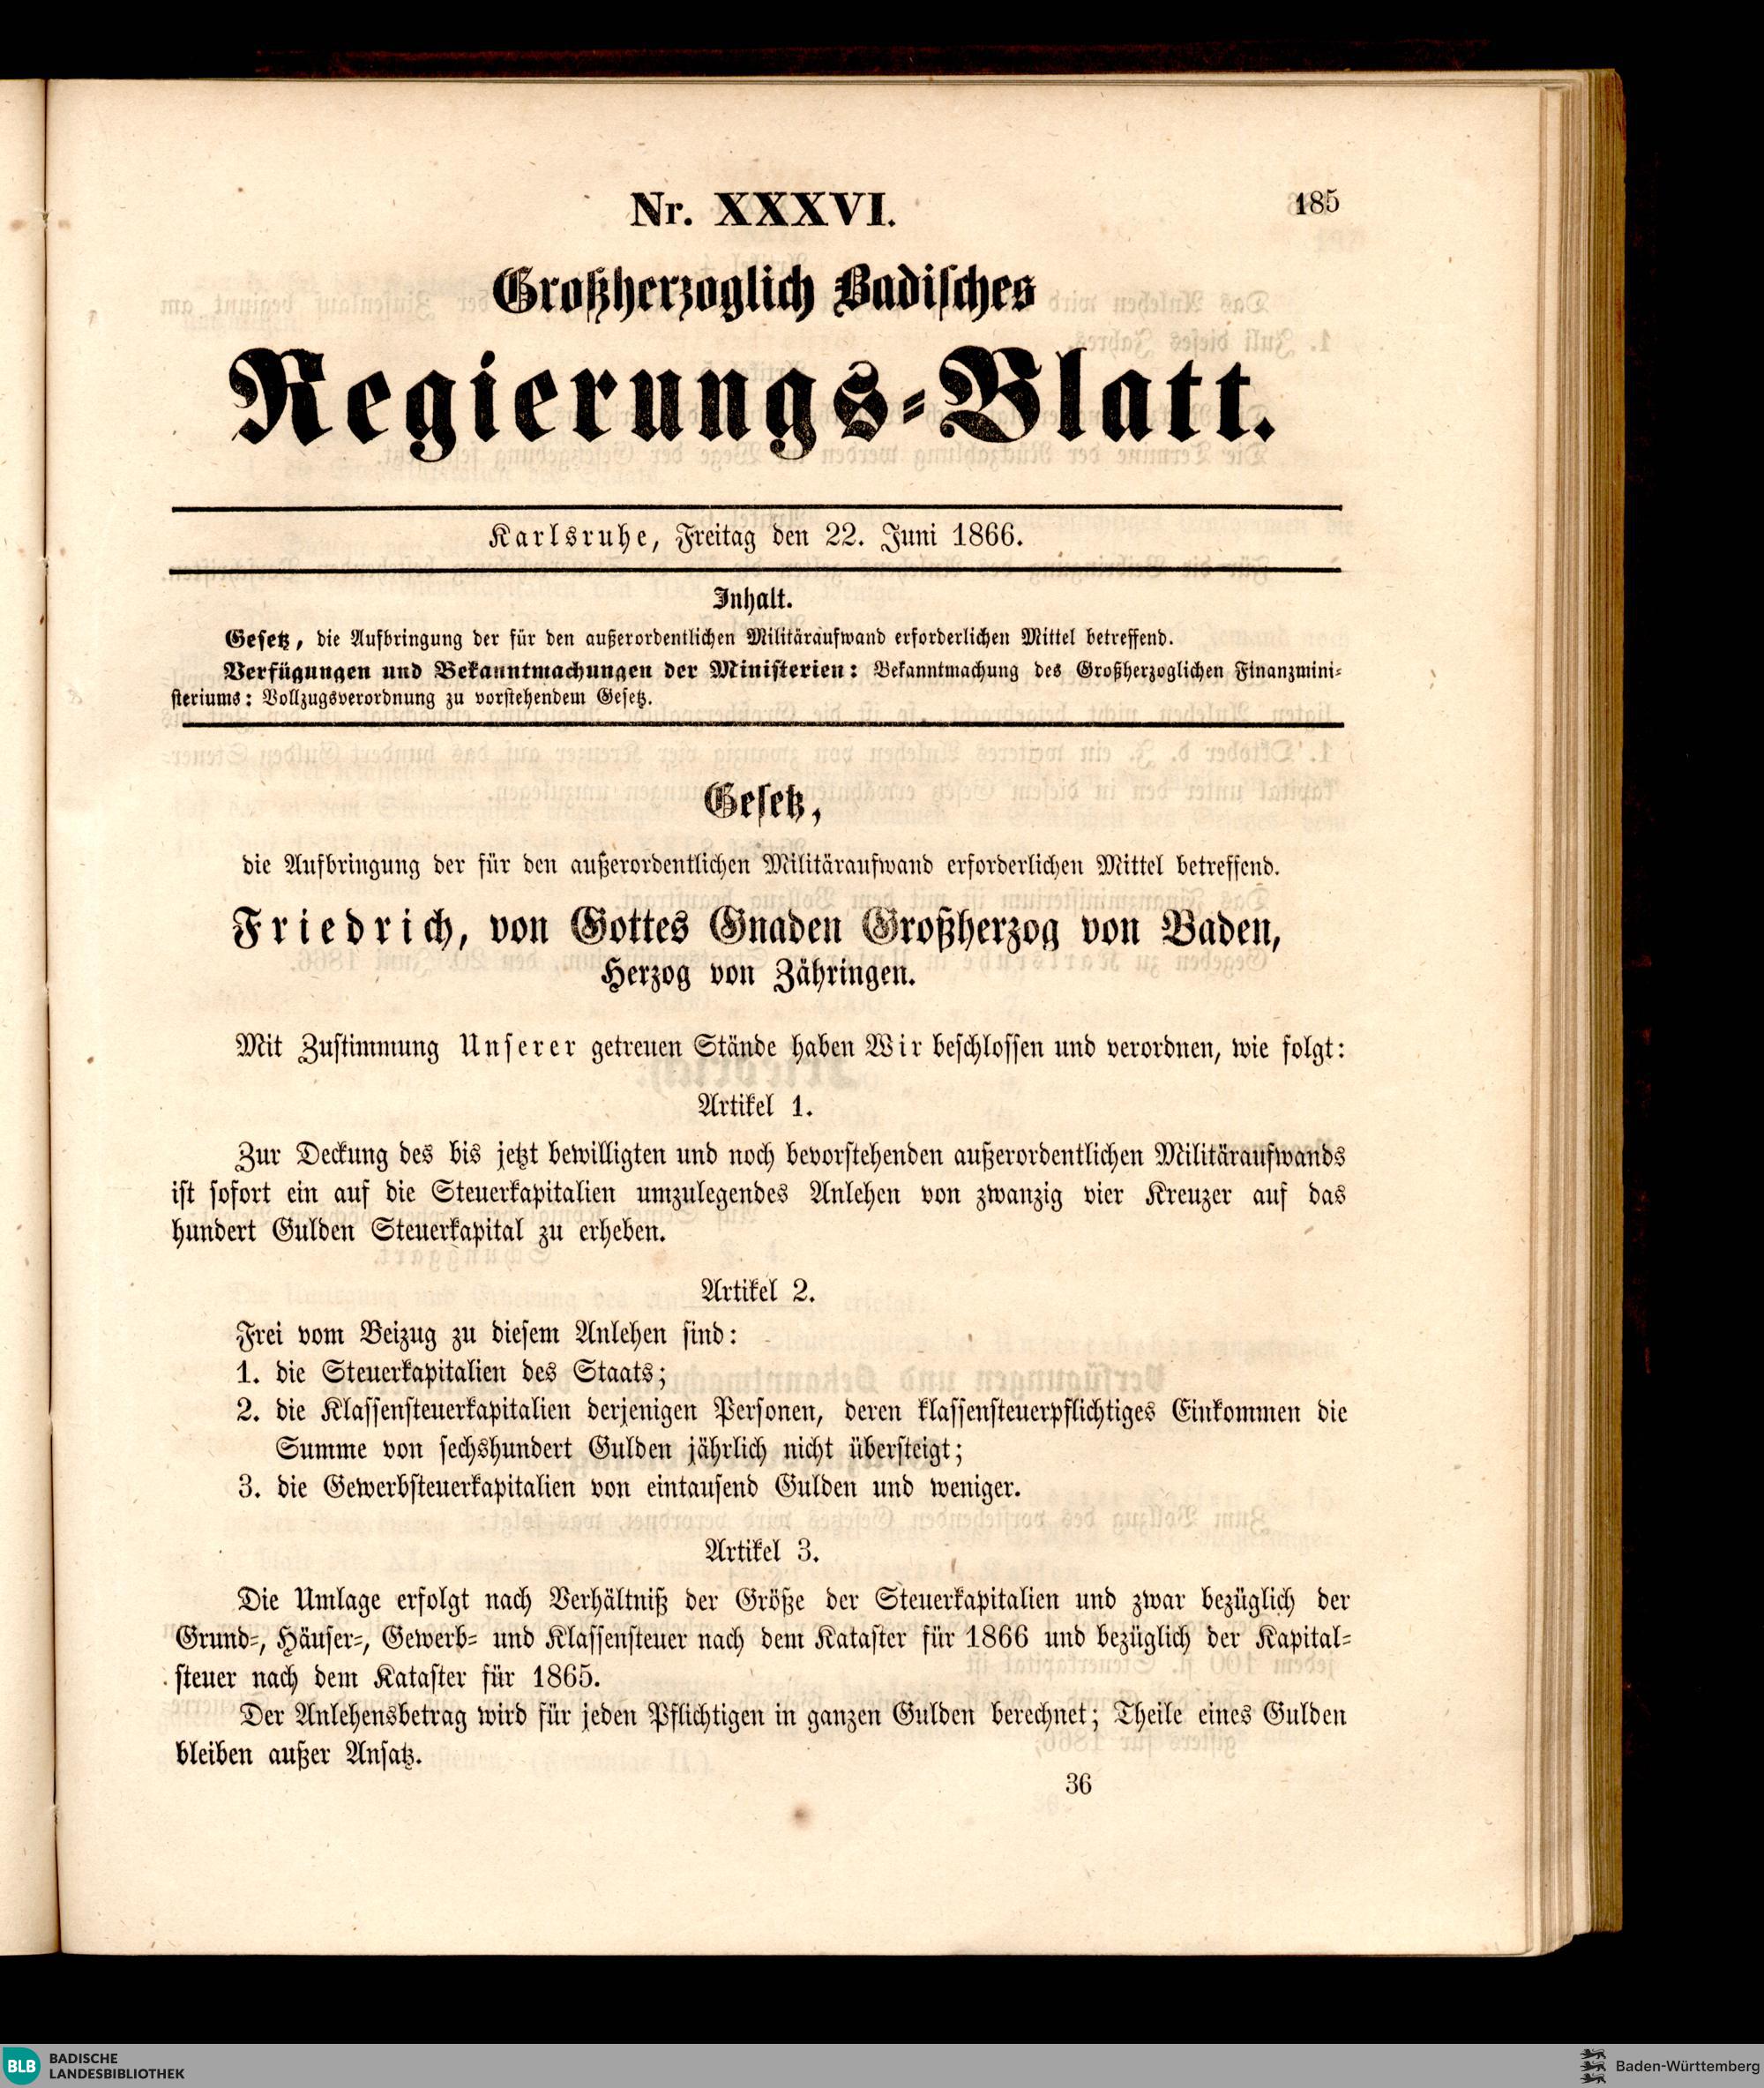 Nr. XXXVI.
185
Großherzoglich Badisches
Regierungs-Blatt.
Karlsruhe, Freitag den 22. Juni 1866.
Inhalt.
Gesetz, die Aufbringung der für den außerordentlichen Militäraufwand erforderlichen Mittel betreffend.
Verfügungen und Bekanntmachungen der Ministerien: Bekanntmachung des Großherzoglichen Finanzmini-
steriums: Vollzugsverordnung zu vorstehendem Gesetz.
Gesetz,
die Aufbringung der für den außerordentlichen Militäraufwand erforderlichen Mittel betreffend.
Friedrich, von Gottes Gnaden Großherzog von Baden,
Herzog von Zähringen.
Mit Zustimmung Unserer getreuen Stände haben Wir beschlossen und verordnen, wie folgt:
Artikel 1.
Zur Deckung des bis jetzt bewilligten und noch bevorstehenden außerordentlichen Militäraufwands
ist sofort ein auf die Steuerkapitalien umzulegendes Anlehen von zwanzig vier Kreuzer auf das
hundert Gulden Steuerkapital zu erheben.
Artikel 2.
Frei vom Beizug zu diesem Anlehen sind:
1. die Steuerkapitalien des Staats;
2. die Klassensteuerkapitalien derjenigen Personen, deren klassensteuerpflichtiges Einkommen die
Summe von sechshundert Gulden jährlich nicht übersteigt;
3. die Gewerbsteuerkapitalien von eintausend Gulden und weniger.
Artikel 3.
Die Umlage erfolgt nach Verhältniß der Größe der Steuerkapitalien und zwar bezüglich der
Grund-, Häuser-, Gewerb- und Klassensteuer nach dem Kataster für 1866 und bezüglich der Kapital-
steuer nach dem Kataster für 1865.
Der Anlehensbetrag wird für jeden Pflichtigen in ganzen Gulden berechnet; Theile eines Gulden
bleiben außer Ansatz.
36
BLB BADISCHE
LANDESBIBLIOTHEK
Baden-Württemberg